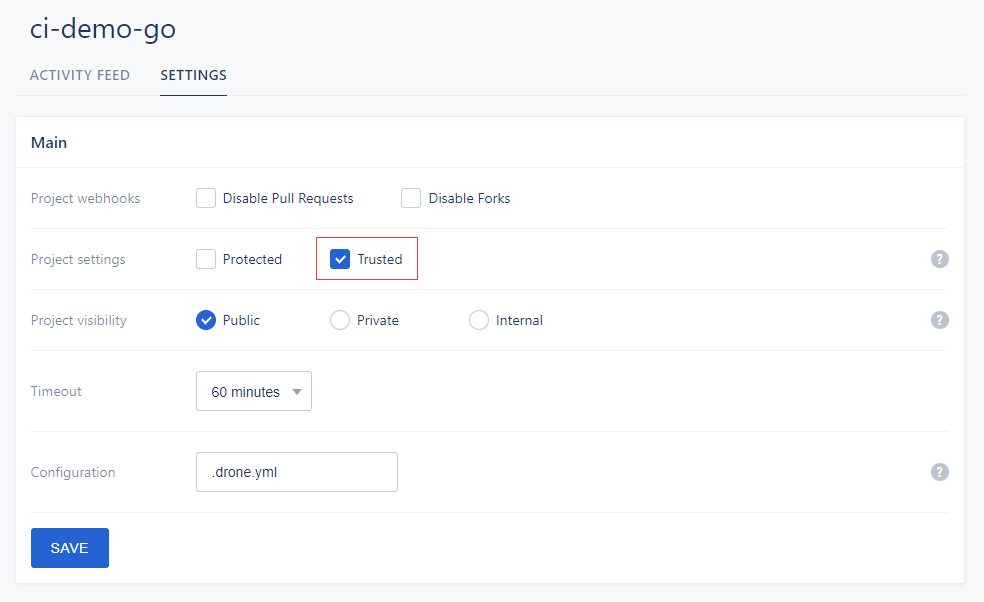 ci-demo-go
ACTIVITY FEED SETTINGS
Main
Project webhooks Disable Pull Requests Disable Forks
Project settings Protected Trusted ?
Project visibility Public Private Internal ?
Timeout 60 minutes
Configuration .drone.yml ?
SAVE